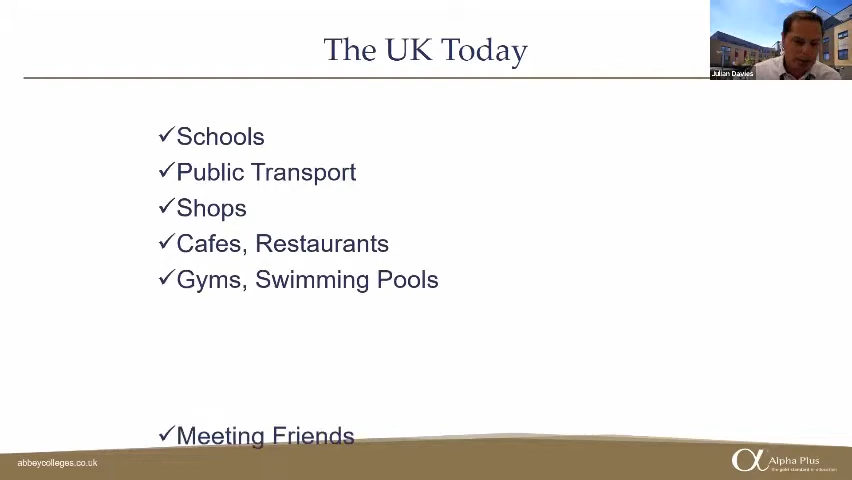 The UK Today
Julian Davies
✓Schools
✓Public Transport
✓Shops
✓Cafes, Restaurants
✓Gyms, Swimming Pools
✓Meeting Friends
abbeycolleges.co.uk
Alpha Plus
the gold standard in education